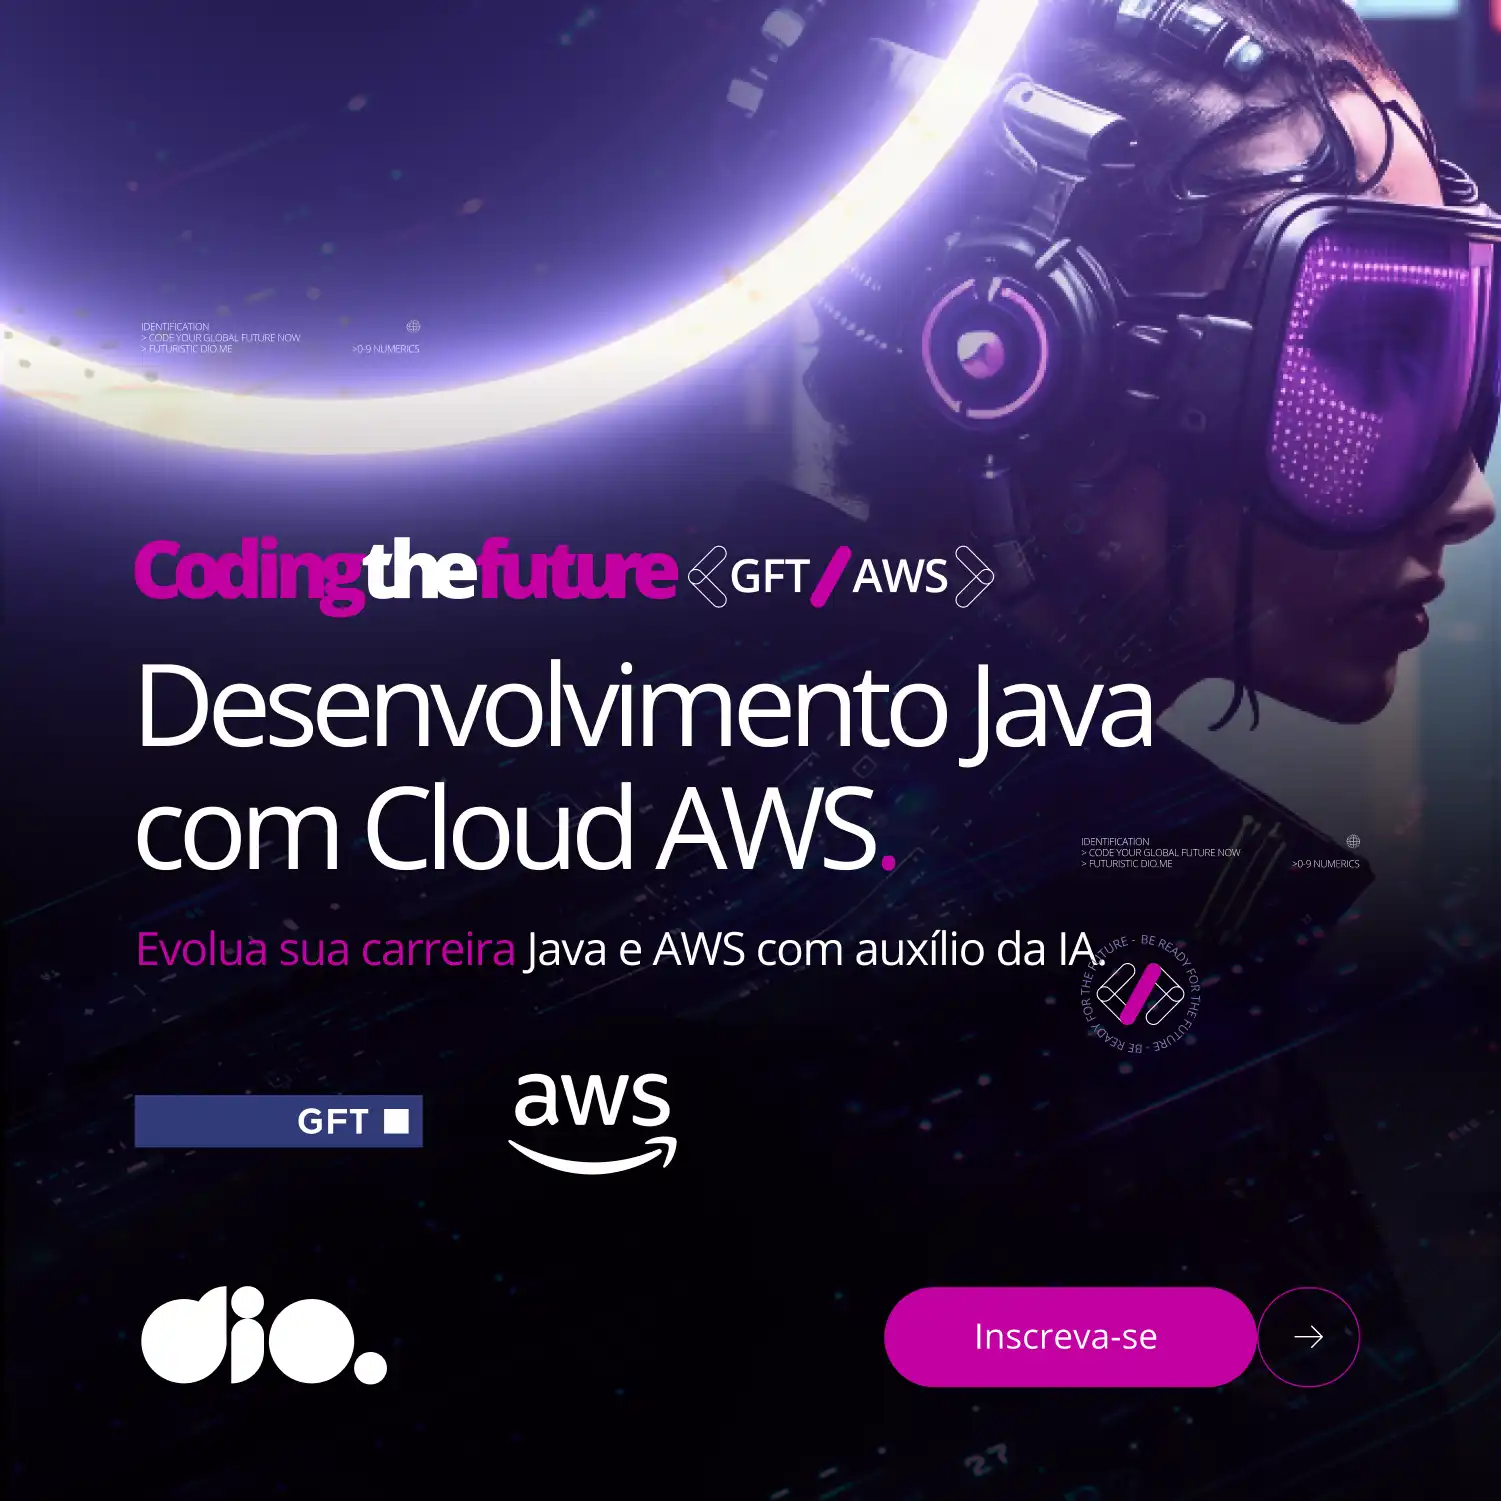 IDENTIFICATION
> CODE YOUR GLOBAL FUTURE NOW
> FUTURISTIC DIO.ME
>0-9 NUMERICS
Codingthefuture GFT/AWS
Desenvolvimento Java
com Cloud AWS.
IDENTIFICATION
> CODE YOUR GLOBAL FUTURE NOW
> FUTURISTIC DIO.ME
>0-9 NUMERICS
Evolua sua carreira Java e AWS com auxílio da IA.
BE READY FOR THE FUTURE - BE READY FOR THE FUTURE -
GFT
aws
dio.
Inscreva-se
27